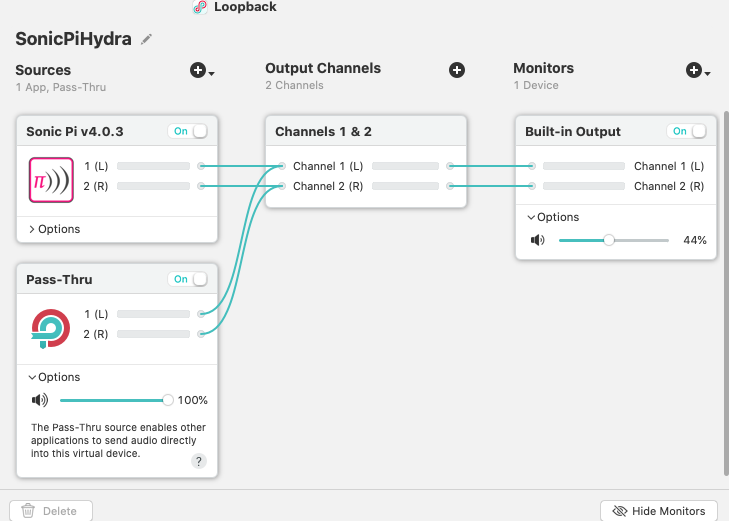 Loopback
SonicPiHydra
Sources
1 App, Pass-Thru
Output Channels
2 Channels
Monitors
1 Device
Sonic Pi v4.0.3
On
1 (L)
2 (R)
π)))
Options
Channels 1 & 2
Channel 1 (L)
Channel 2 (R)
Built-in Output
On
Channel 1 (L)
Channel 2 (R)
Options
44%
Pass-Thru
On
1 (L)
2 (R)
Options
100%
The Pass-Thru source enables other
applications to send audio directly
into this virtual device.
?
Delete
Hide Monitors